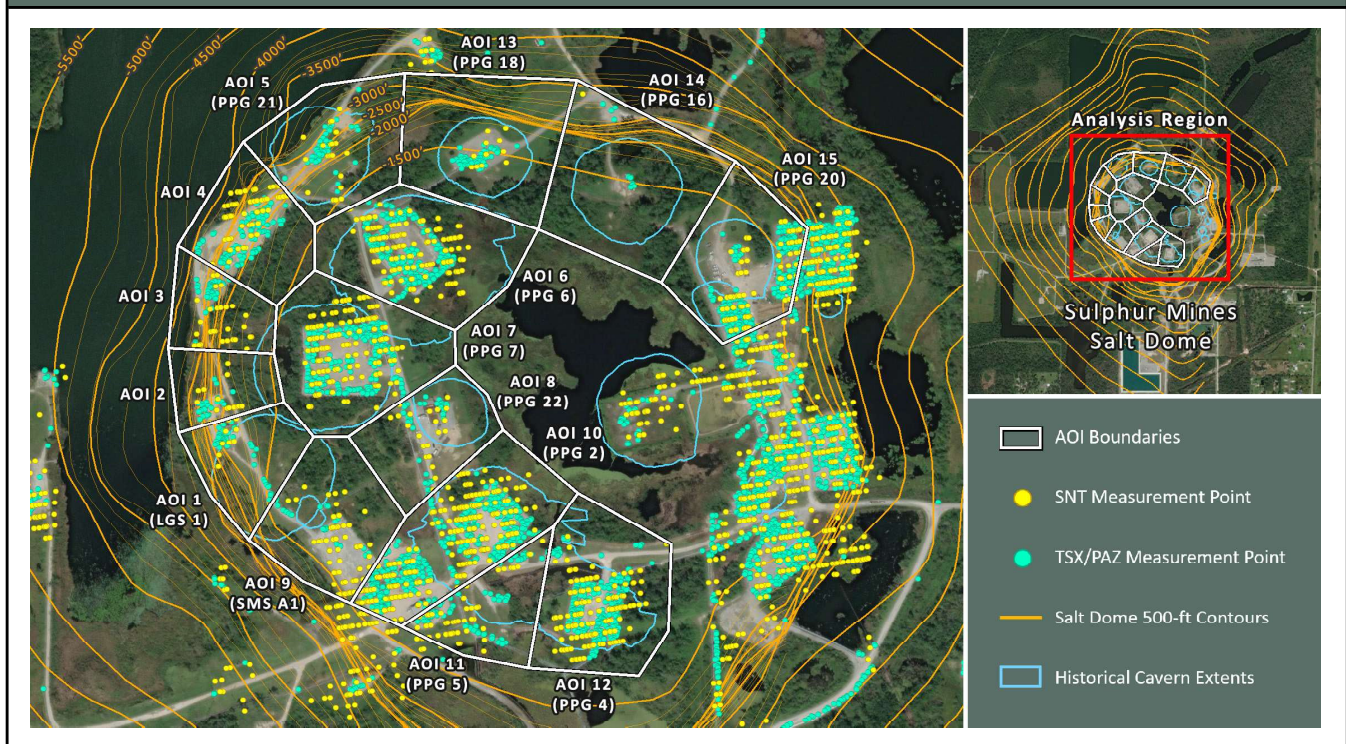 -5500'
-5000'
-4500'
-4000'
-3500'
-3000'
-2500'
-2000'
-1500'
AOI 13
(PPG 18)
AOI 5
(PPG 21)
AOI 14
(PPG 16)
AOI 15
(PPG 20)
AOI 4
AOI 3
AOI 6
(PPG 6)
AOI 7
(PPG 7)
AOI 2
AOI 8
(PPG 22)
AOI 10
(PPG 2)
AOI 1
(LGS 1)
AOI 9
(SMS A1)
AOI 11
(PPG 5)
AOI 12
(PPG 4)
Analysis Region
Sulphur Mines
Salt Dome
AOI Boundaries
SNT Measurement Point
TSX/PAZ Measurement Point
Salt Dome 500-ft Contours
Historical Cavern Extents